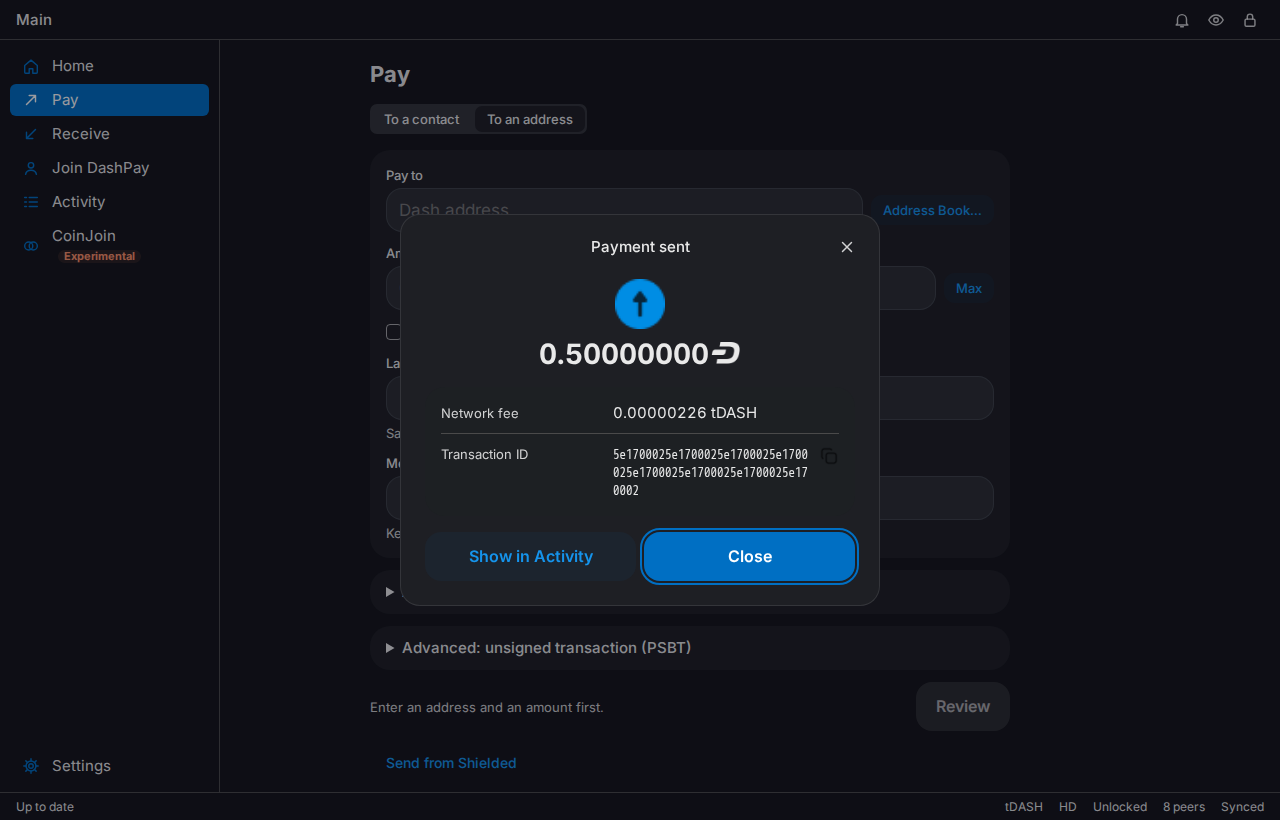 Main
Home
Pay
Receive
Join DashPay
Activity
CoinJoin
Experimental
Settings
Pay
To a contact
To an address
Pay to
Dash address
Address Book...
Max
Payment sent
0.50000000
Network fee
0.00000226 tDASH
Transaction ID
5e1700025e1700025e1700025e1700
025e1700025e1700025e1700025e17
0002
Show in Activity
Close
Advanced: unsigned transaction (PSBT)
Enter an address and an amount first.
Review
Send from Shielded
Up to date
tDASH
HD
Unlocked
8 peers
Synced